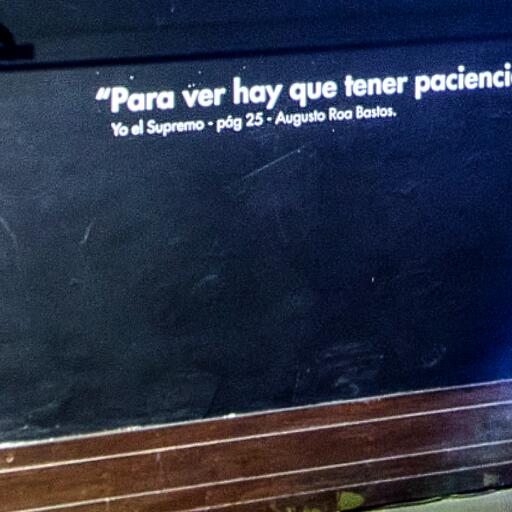 "Para ver hay que tener pacienci
Yo el Supremo - pág 25 - Augusto Roa Bastos.